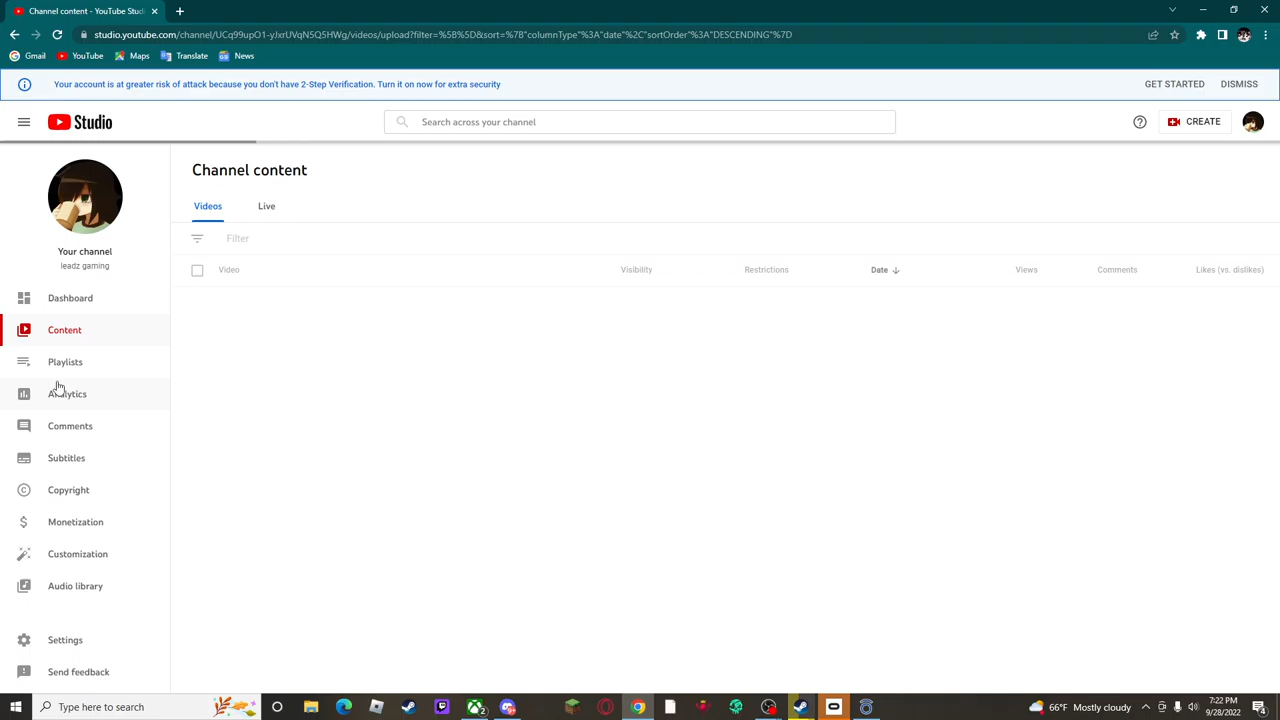 Channel content - YouTube Stud
studio.youtube.com/channel/UCq99upO1-yJxrUVqN5Q5HWg/videos/upload?filter=%5B%5D&sort=%7B"columnType"%3A"date"%2C"sortOrder"%3A"DESCENDING"%7D
Gmail YouTube Maps Translate News
Your account is at greater risk of attack because you don't have 2-Step Verification. Turn it on now for extra security GET STARTED DISMISS
Studio Search across your channel CREATE
Channel content
Videos Live
Your channel
leadz gaming
Filter
Video Visibility Restrictions Date Views Comments Likes (vs. dislikes)
Dashboard
Content
Playlists
Analytics
Comments
Subtitles
Copyright
Monetization
Customization
Audio library
Settings
Send feedback
Type here to search 2 66°F Mostly cloudy 7:22 PM
9/28/2022